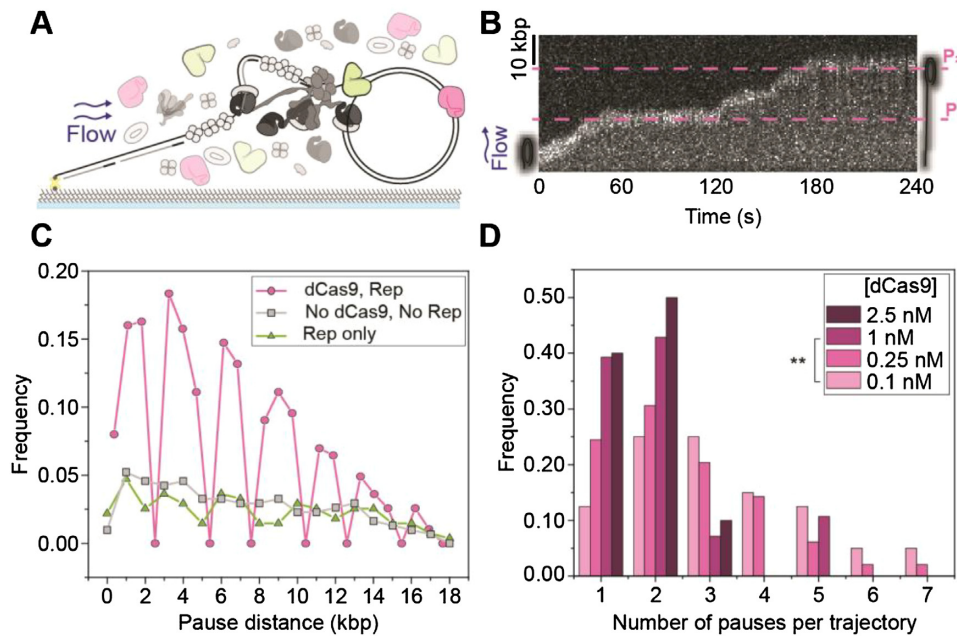 A
Flow
B
10 kbp
Flow
P
P
0 60 120 180 240
Time (s)
C
Frequency
0.20
0.15
0.10
0.05
0.00
dCas9, Rep
No dCas9, No Rep
Rep only
0 2 4 6 8 10 12 14 16 18
Pause distance (kbp)
D
Frequency
0.50
0.40
0.30
0.20
0.10
0.00
[dCas9]
2.5 nM
1 nM
0.25 nM
0.1 nM
**
1 2 3 4 5 6 7
Number of pauses per trajectory